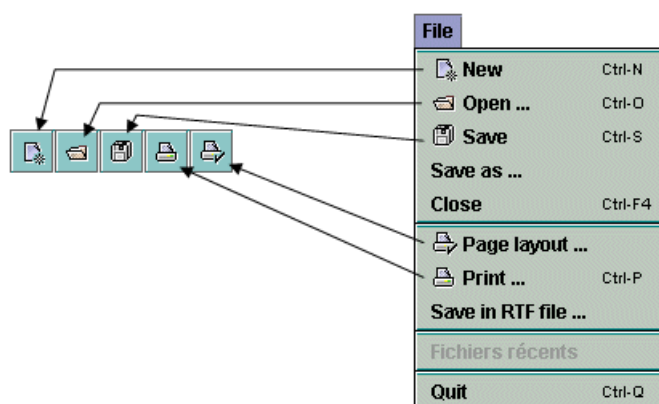 File
New Ctrl-N
Open ... Ctrl-O
Save Ctrl-S
Save as ...
Close Ctrl-F4
Page layout ...
Print ... Ctrl-P
Save in RTF file ...
Fichiers récents
Quit Ctrl-Q